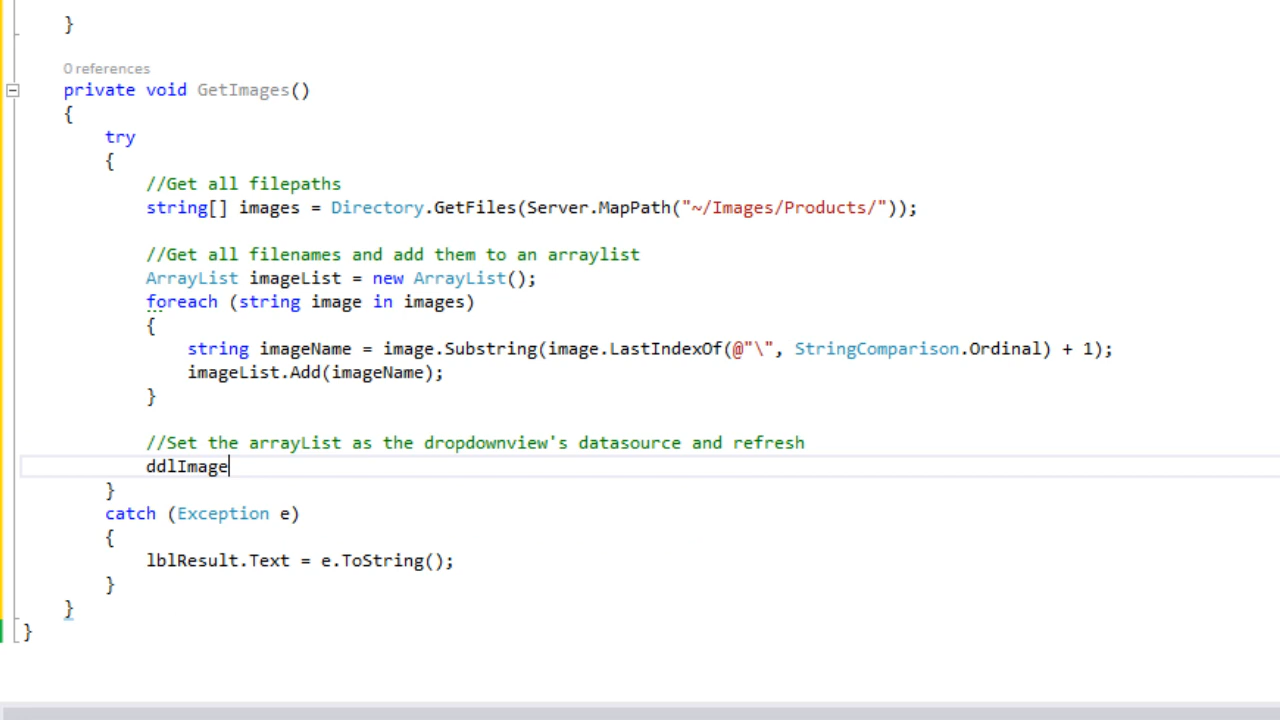 }
0 references
private void GetImages()
{
try
{
//Get all filepaths
string[] images = Directory.GetFiles(Server.MapPath("~/Images/Products/"));
//Get all filenames and add them to an arraylist
ArrayList imageList = new ArrayList();
foreach (string image in images)
{
string imageName = image.Substring(image.LastIndexOf(@"\", StringComparison.Ordinal) + 1);
imageList.Add(imageName);
}
//Set the arrayList as the dropdownview's datasource and refresh
ddlImage
}
catch (Exception e)
{
lblResult.Text = e.ToString();
}
}
}